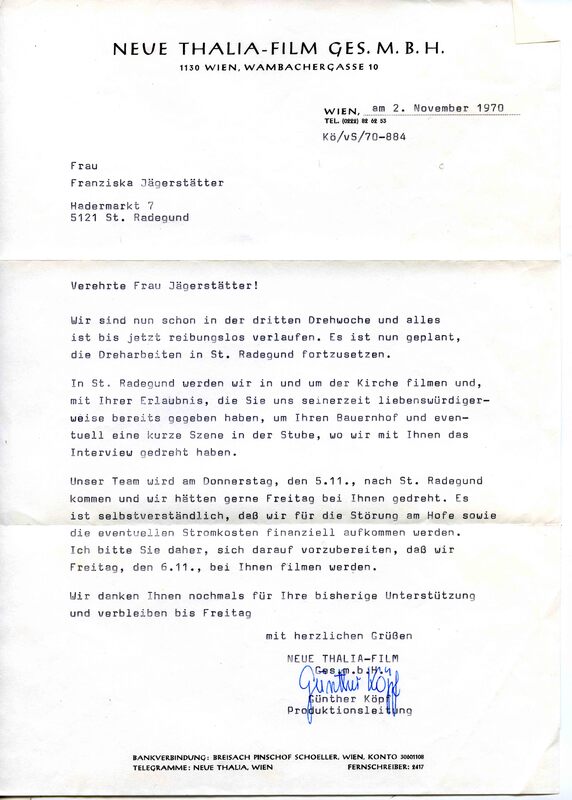 NEUE THALIA-FILM GES. M. B. H.
1130 WIEN, WAMBACHERGASSE 10
WIEN, am 2. November 1970
TEL. (0222) 82 62 53
Kö/vS/70-884
Frau
Franziska Jägerstätter
Hadermarkt 7
5121 St. Radegund
Verehrte Frau Jägerstätter!
Wir sind nun schon in der dritten Drehwoche und alles
ist bis jetzt reibungslos verlaufen. Es ist nun geplant,
die Dreharbeiten in St. Radegund fortzusetzen.
In St. Radegund werden wir in und um der Kirche filmen und,
mit Ihrer Erlaubnis, die Sie uns seinerzeit liebenswürdiger-
weise bereits gegeben haben, um Ihren Bauernhof und even-
tuell eine kurze Szene in der Stube, wo wir mit Ihnen das
Interview gedreht haben.
Unser Team wird am Donnerstag, den 5.11., nach St. Radegund
kommen und wir hätten gerne Freitag bei Ihnen gedreht. Es
ist selbstverständlich, daß wir für die Störung am Hofe sowie
die eventuellen Stromkosten finanziell aufkommen werden.
Ich bitte Sie daher, sich darauf vorzubereiten, daß wir
Freitag, den 6.11., bei Ihnen filmen werden.
Wir danken Ihnen nochmals für Ihre bisherige Unterstützung
und verbleiben bis Freitag
mit herzlichen Grüßen
NEUE THALIA-FILM
Ges.m.b.H.
Günther Köpf
Günther Köpf
Produktionsleitung
BANKVERBINDUNG: BREISACH PINSCHOF SCHOELLER, WIEN, KONTO 30601108
TELEGRAMME: NEUE THALIA, WIEN FERNSCHREIBER: 2417